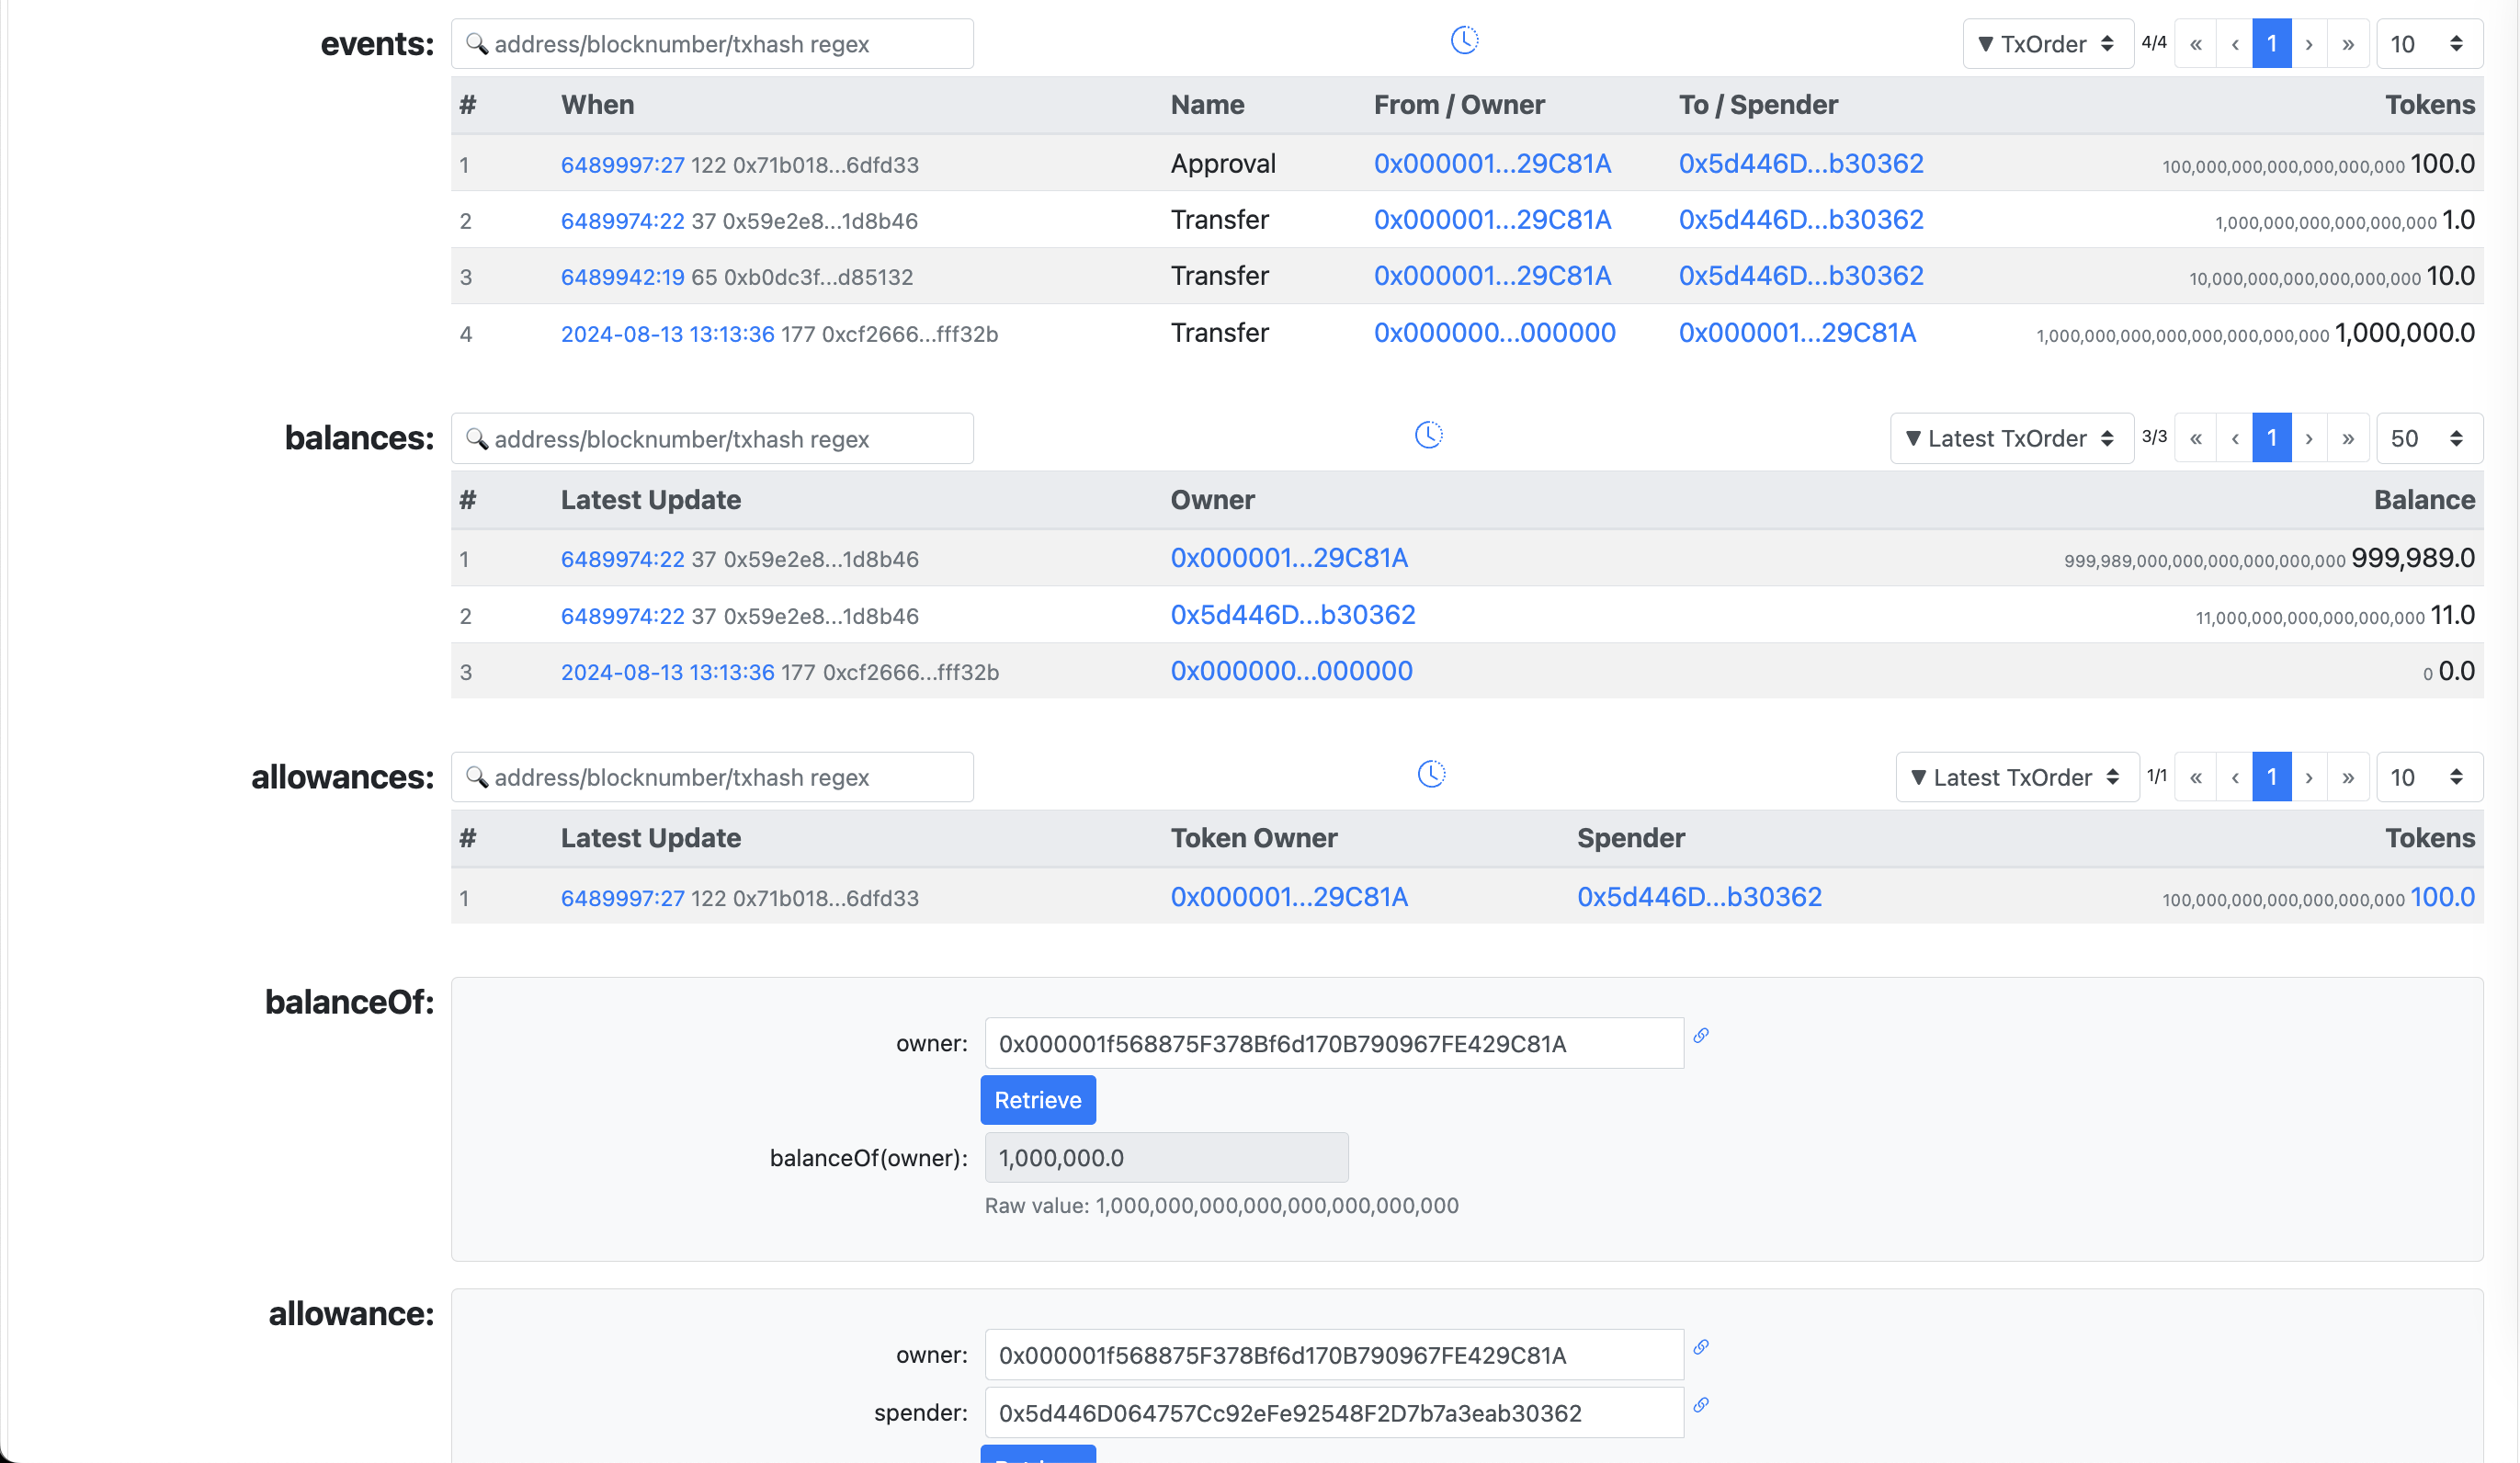 events: 🔍 address/blocknumber/txhash regex ▼ TxOrder 4/4 « ‹ 1 › » 10
# When Name From / Owner To / Spender Tokens
1 6489997:27 122 0x71b018...6dfd33 Approval 0x000001...29C81A 0x5d446D...b30362 100,000,000,000,000,000,000 100.0
2 6489974:22 37 0x59e2e8...1d8b46 Transfer 0x000001...29C81A 0x5d446D...b30362 1,000,000,000,000,000,000 1.0
3 6489942:19 65 0xb0dc3f...d85132 Transfer 0x000001...29C81A 0x5d446D...b30362 10,000,000,000,000,000,000 10.0
4 2024-08-13 13:13:36 177 0xcf2666...fff32b Transfer 0x000000...000000 0x000001...29C81A 1,000,000,000,000,000,000,000,000 1,000,000.0
balances: 🔍 address/blocknumber/txhash regex ▼ Latest TxOrder 3/3 « ‹ 1 › » 50
# Latest Update Owner Balance
1 6489974:22 37 0x59e2e8...1d8b46 0x000001...29C81A 999,989,000,000,000,000,000,000 999,989.0
2 6489974:22 37 0x59e2e8...1d8b46 0x5d446D...b30362 11,000,000,000,000,000,000 11.0
3 2024-08-13 13:13:36 177 0xcf2666...fff32b 0x000000...000000 0 0.0
allowances: 🔍 address/blocknumber/txhash regex ▼ Latest TxOrder 1/1 « ‹ 1 › » 10
# Latest Update Token Owner Spender Tokens
1 6489997:27 122 0x71b018...6dfd33 0x000001...29C81A 0x5d446D...b30362 100,000,000,000,000,000,000 100.0
balanceOf:
owner: 0x000001f568875F378Bf6d170B790967FE429C81A
Retrieve
balanceOf(owner): 1,000,000.0
Raw value: 1,000,000,000,000,000,000,000,000
allowance:
owner: 0x000001f568875F378Bf6d170B790967FE429C81A
spender: 0x5d446D064757Cc92eFe92548F2D7b7a3eab30362